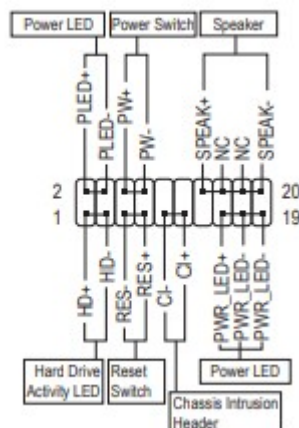 Power LED
Power Switch
Speaker
PLED+
PLED-
PW+
PW-
SPEAK+
NC
NC
SPEAK-
2
20
1
19
HD+
HD-
RES-
RES+
CI-
CI+
PWR_LED+
PWR_LED-
PWR_LED-
Hard Drive
Activity LED
Reset
Switch
Power LED
Chassis Intrusion
Header